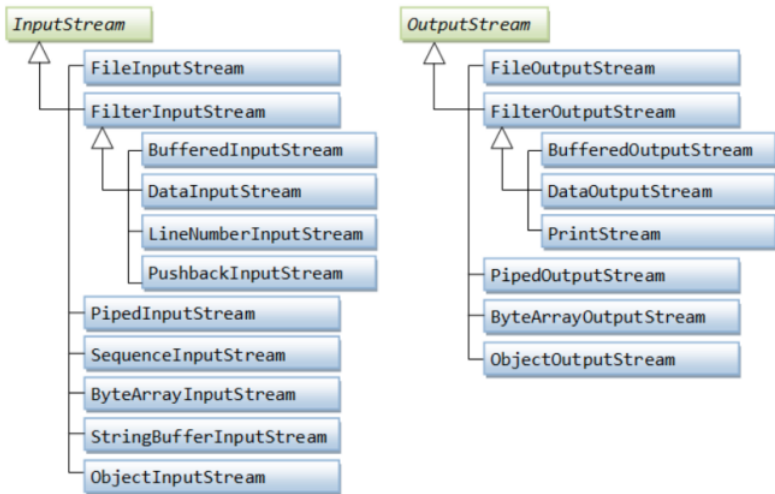 InputStream
FileInputStream
FilterInputStream
BufferedInputStream
DataInputStream
LineNumberInputStream
PushbackInputStream
PipedInputStream
SequenceInputStream
ByteArrayInputStream
StringBufferInputStream
ObjectInputStream
OutputStream
FileOutputStream
FilterOutputStream
BufferedOutputStream
DataOutputStream
PrintStream
PipedOutputStream
ByteArrayOutputStream
ObjectOutputStream